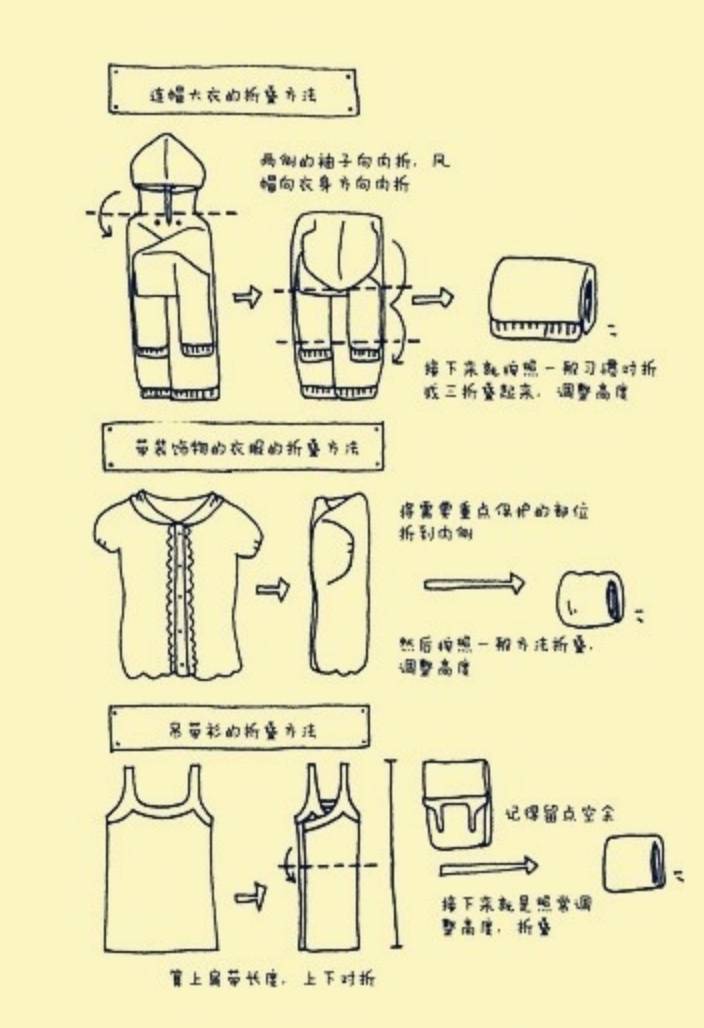 连帽大衣的折叠方法
两侧的袖子向内折，风
帽向衣身方向内折
接下来就按照一般习惯对折
或三折叠起来，调整高度
带装饰物的衣服的折叠方法
将需要重点保护的部位
折到内侧
然后按照一般方法折叠，
调整高度
吊带衫的折叠方法
记得留点空余
接下来就是照常调
整高度，折叠
算上肩带长度，上下对折